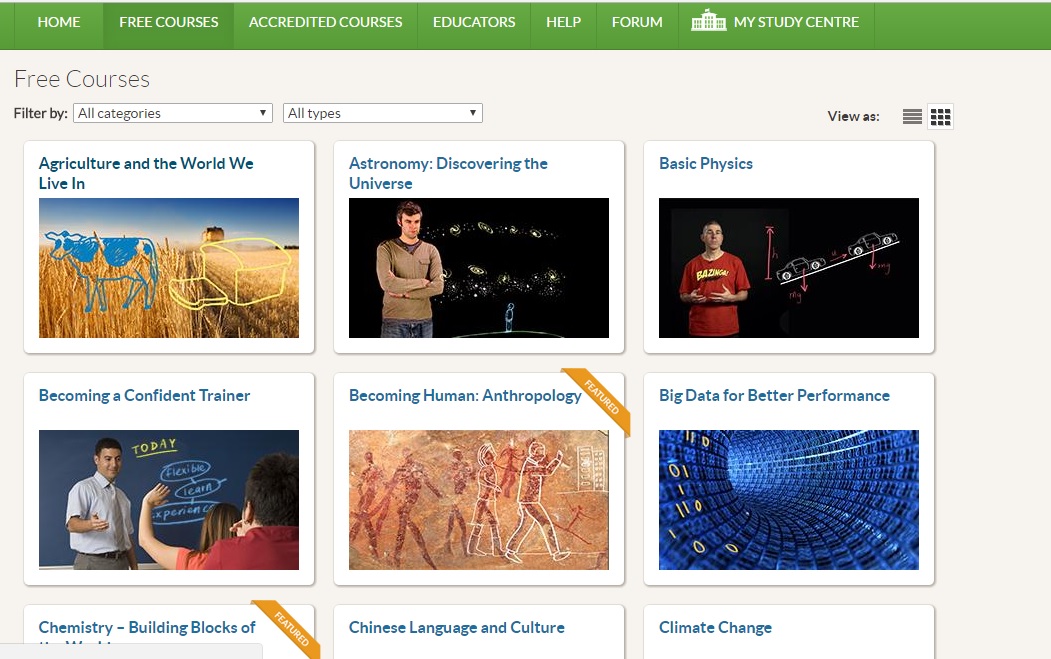 HOME FREE COURSES ACCREDITED COURSES EDUCATORS HELP FORUM MY STUDY CENTRE
Free Courses
Filter by: All categories All types View as:
Agriculture and the World We
Live In
Astronomy: Discovering the
Universe
Basic Physics
BAZINGA!
h
mg
mg
Becoming a Confident Trainer
TODAY
flexible
learn
experienc
Becoming Human: Anthropology
FEATURED
Big Data for Better Performance
Chemistry – Building Blocks of
FEATURED
Chinese Language and Culture
Climate Change